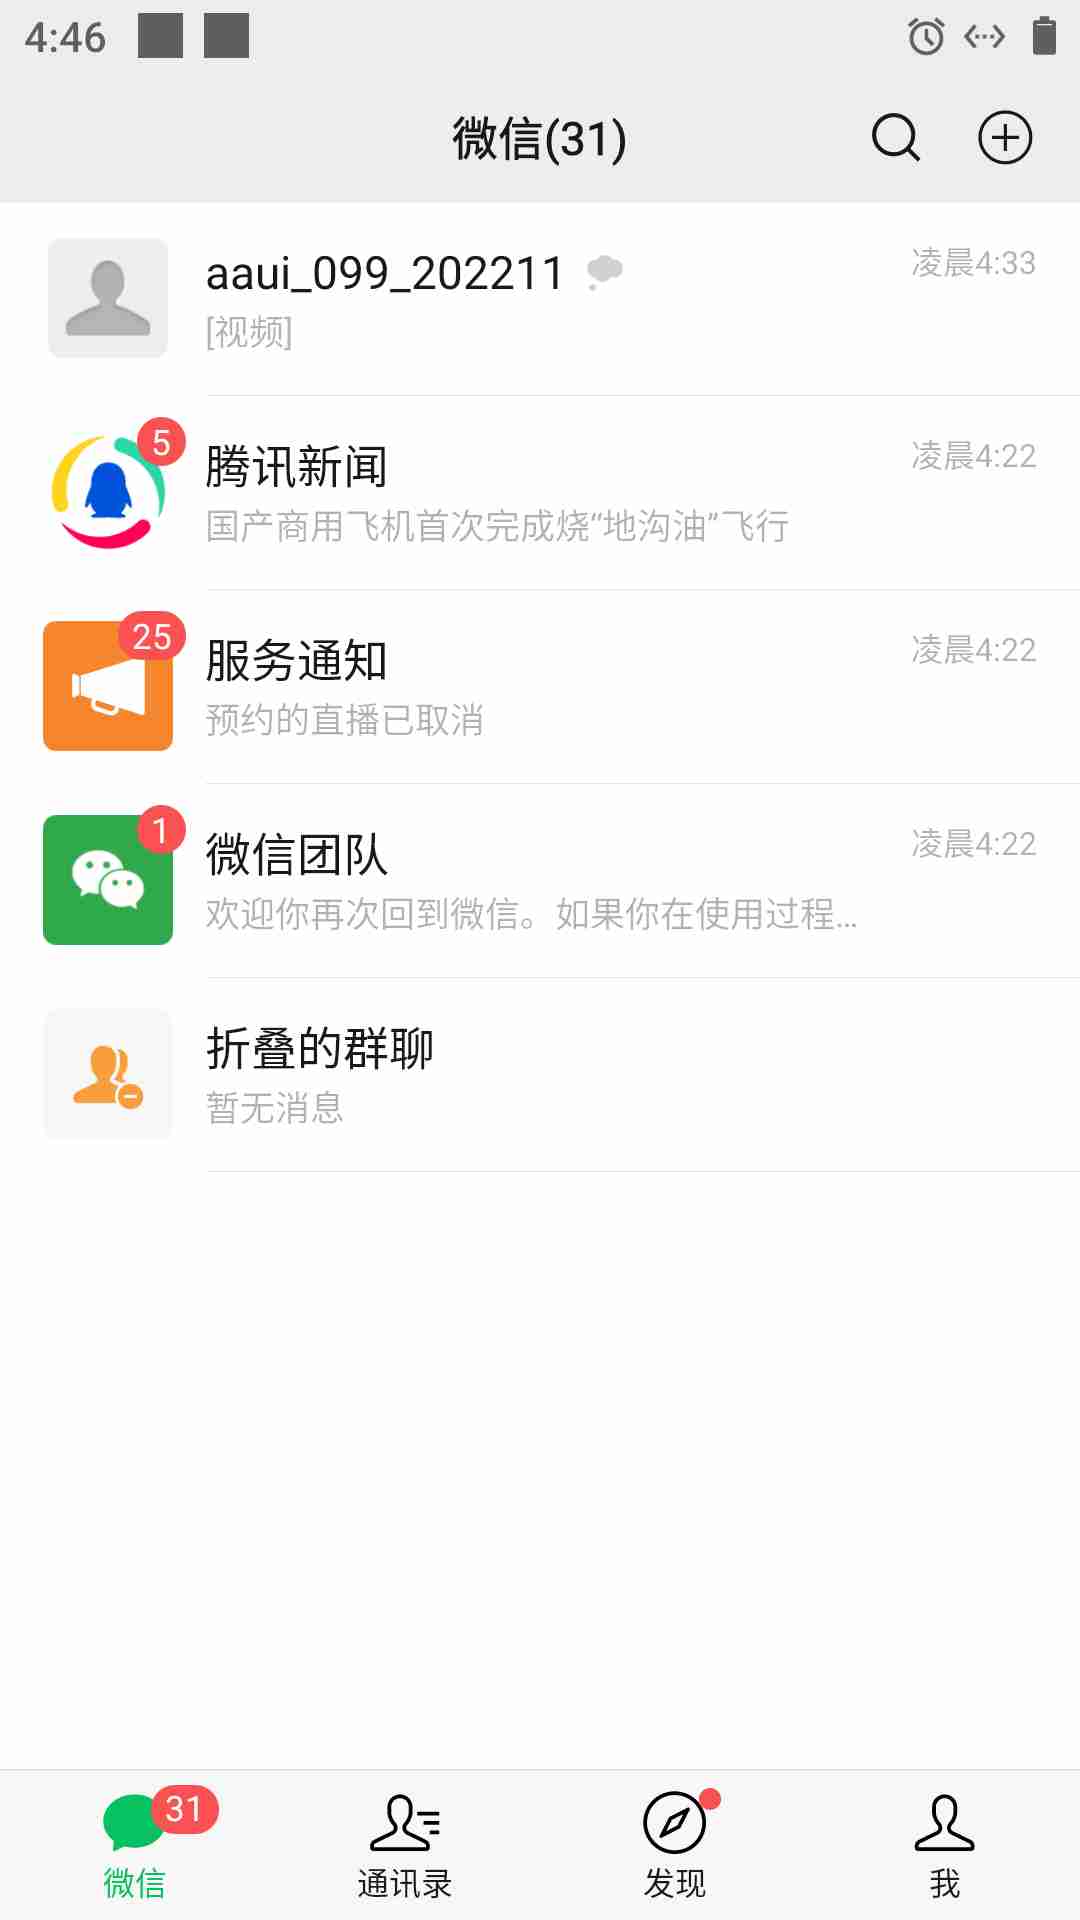 4:46
微信(31)
aaui_099_202211
凌晨4:33
[视频]
5
腾讯新闻
凌晨4:22
国产商用飞机首次完成烧“地沟油”飞行
25
服务通知
凌晨4:22
预约的直播已取消
1
微信团队
凌晨4:22
欢迎你再次回到微信。如果你在使用过程...
折叠的群聊
暂无消息
31
微信
通讯录
发现
我